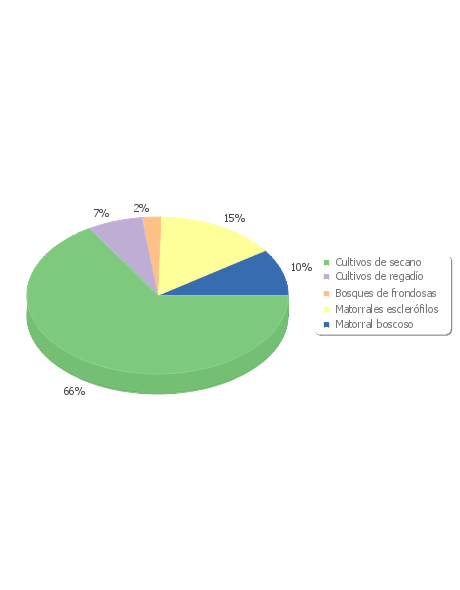 2%
7%
15%
10%
66%
Cultivos de secano
Cultivos de regadío
Bosques de frondosas
Matorrales esclerófilos
Matorral boscoso